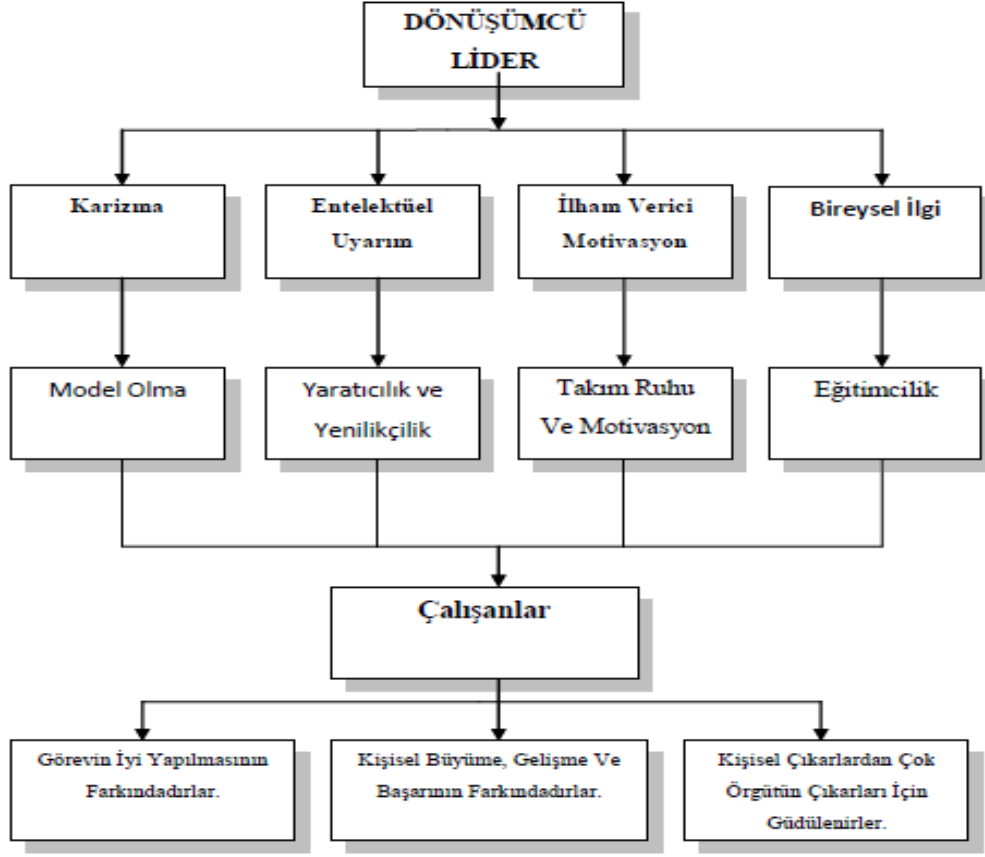 DÖNÜŞÜMCÜ
LİDER
Karizma
Entelektüel
Uyarım
İlham Verici
Motivasyon
Bireysel İlgi
Model Olma
Yaratıcılık ve
Yenilikçilik
Takım Ruhu
Ve Motivasyon
Eğitimcilik
Çalışanlar
Görevin İyi Yapılmasının
Farkındadırlar.
Kişisel Büyüme, Gelişme Ve
Başarının Farkındadırlar.
Kişisel Çıkarlardan Çok
Örgütün Çıkarları İçin
Güdülenirler.